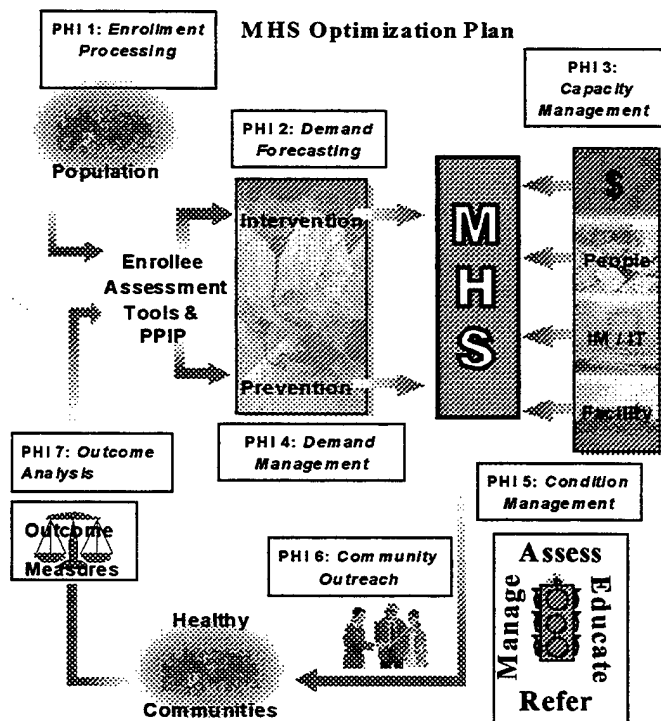 MHS Optimization Plan
PHI 1: Enrollment
Processing
Population
PHI 2: Demand
Forecasting
PHI 3:
Capacity
Management
Intervention
Enrollee
Assessment
Tools &
PPIP
Prevention
MHS
$
People
IM / IT
Facility
PHI 4: Demand
Management
PHI 7: Outcome
Analysis
Outcome
Measures
PHI 5: Condition
Management
PHI 6: Community
Outreach
Healthy
Communities
Assess
Manage
Educate
Refer